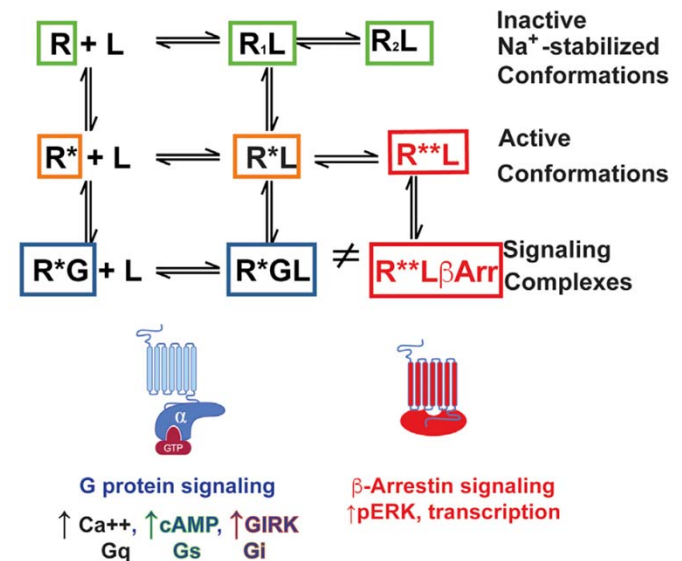 R + L ⇌ R₁L ⇌ R₂L
Inactive
Na⁺-stabilized
Conformations
R* + L ⇌ R*L ⇌ R**L
Active
Conformations
R*G + L ⇌ R*GL ≠ R**LβArr
Signaling
Complexes
α
GTP
G protein signaling
↑ Ca++, ↑cAMP, ↑GIRK
Gq Gs Gi
β-Arrestin signaling
↑pERK, transcription